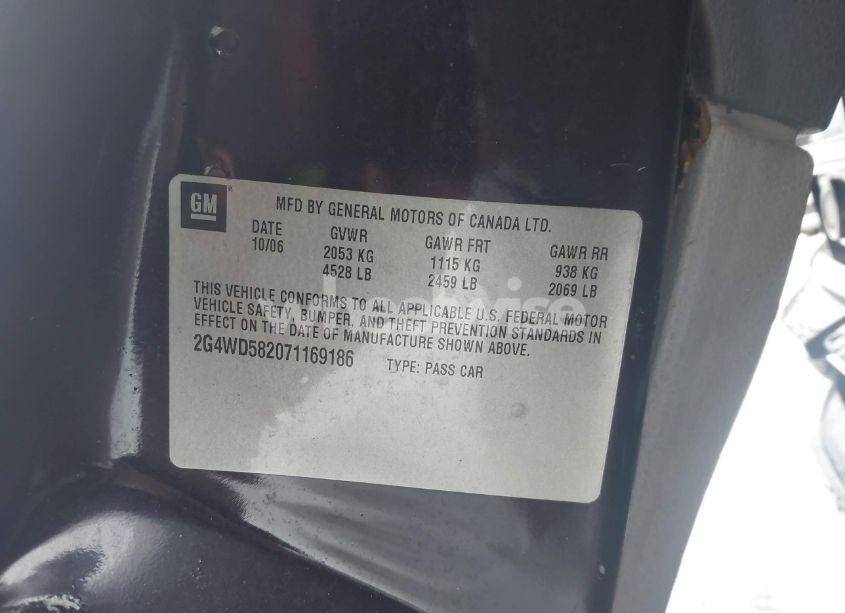 GM
MFD BY GENERAL MOTORS OF CANADA LTD.
DATE GVWR GAWR FRT GAWR RR
10/06 2053 KG 1115 KG 938 KG
4528 LB 2459 LB 2069 LB
THIS VEHICLE CONFORMS TO ALL APPLICABLE U.S. FEDERAL MOTOR
VEHICLE SAFETY, BUMPER, AND THEFT PREVENTION STANDARDS IN
EFFECT ON THE DATE OF MANUFACTURE SHOWN ABOVE.
2G4WD582071169186 TYPE: PASS CAR